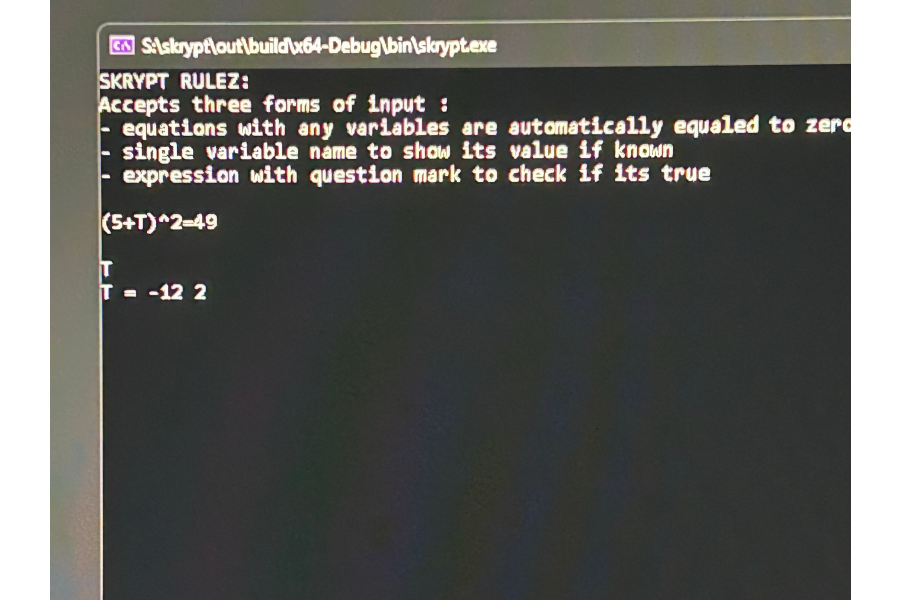 S:\skrypt\out\build\x64-Debug\bin\skrypt.exe
SKRYPT RULEZ:
Accepts three forms of input :
- equations with any variables are automatically equaled to zero
- single variable name to show its value if known
- expression with question mark to check if its true
(5+T)^2=49
T
T = -12 2